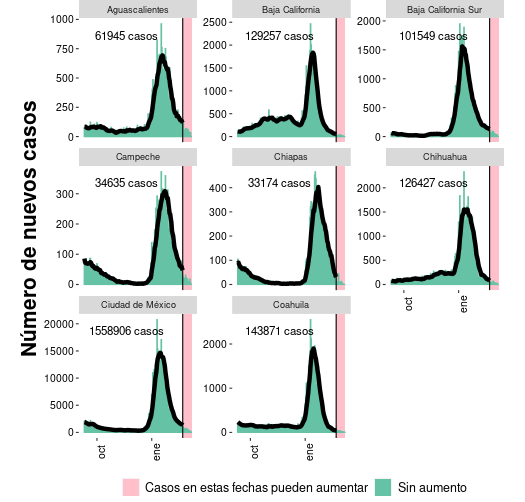 Aguascalientes Baja California Baja California Sur
61945 casos 129257 casos 101549 casos
1000 750 500 250 0
2500 2000 1500 1000 500 0
2000 1500 1000 500 0
Campeche Chiapas Chihuahua
34635 casos 33174 casos 126427 casos
300 200 100 0
400 300 200 100 0
2000 1500 1000 500 0
oct ene
Ciudad de México Coahuila
1558906 casos 143871 casos
20000 15000 10000 5000 0
2000 1000 0
oct ene oct ene
Número de nuevos casos
Casos en estas fechas pueden aumentar Sin aumento